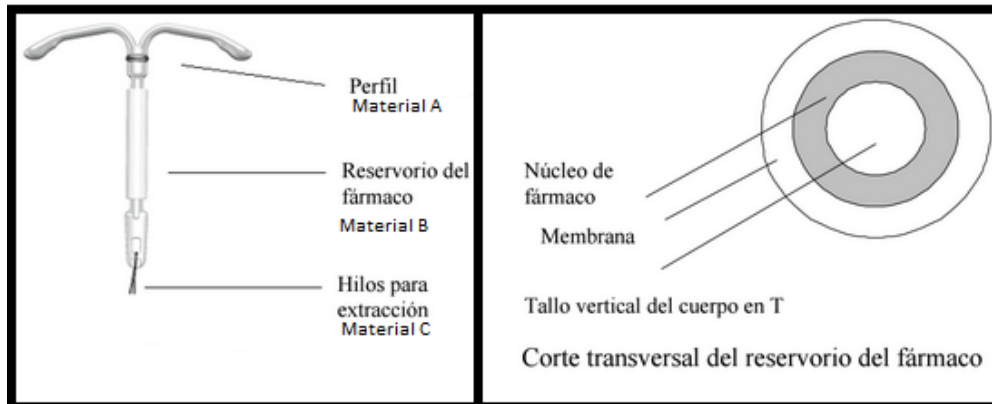 Perfil
Material A
Reservorio del
fármaco
Material B
Hilos para
extracción
Material C
Núcleo de
fármaco
Membrana
Tallo vertical del cuerpo en T
Corte transversal del reservorio del fármaco